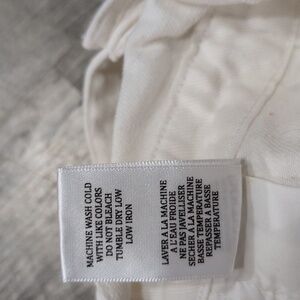 MACHINE WASH COLD
WITH LIKE COLORS
DO NOT BLEACH
TUMBLE DRY LOW
LOW IRON
LAVER À LA MACHINE
À L'EAU FROIDE
NE PAS JAVELLISER
SÉCHER À LA MACHINE
BASSE TEMPÉRATURE
REPASSER À BASSE
TEMPÉRATURE